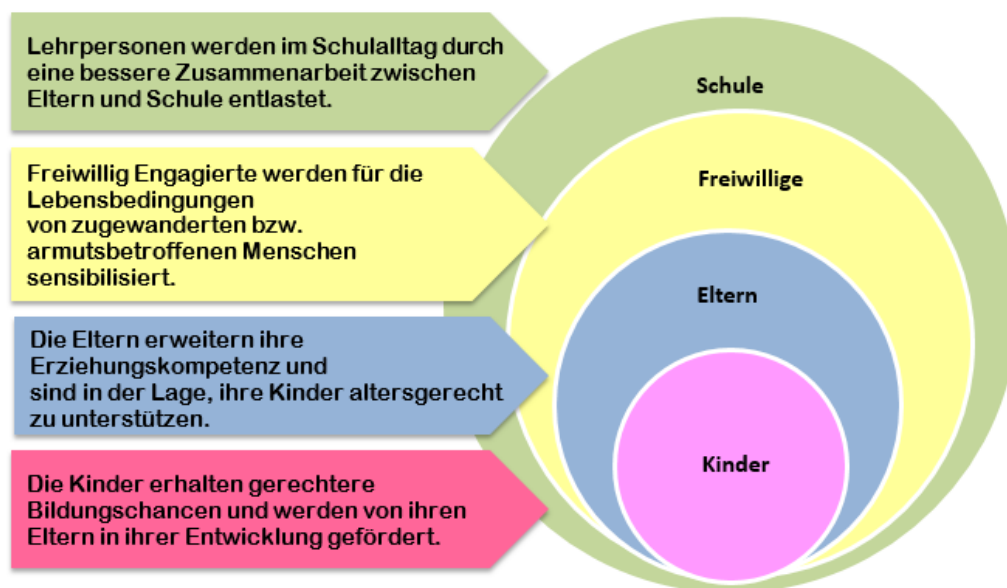 Lehrpersonen werden im Schulalltag durch
eine bessere Zusammenarbeit zwischen
Eltern und Schule entlastet.
Freiwillig Engagierte werden für die
Lebensbedingungen
von zugewanderten bzw.
armutsbetroffenen Menschen
sensibilisiert.
Die Eltern erweitern ihre
Erziehungskompetenz und
sind in der Lage, ihre Kinder altersgerecht
zu unterstützen.
Die Kinder erhalten gerechtere
Bildungschancen und werden von ihren
Eltern in ihrer Entwicklung gefördert.
Schule
Freiwillige
Eltern
Kinder